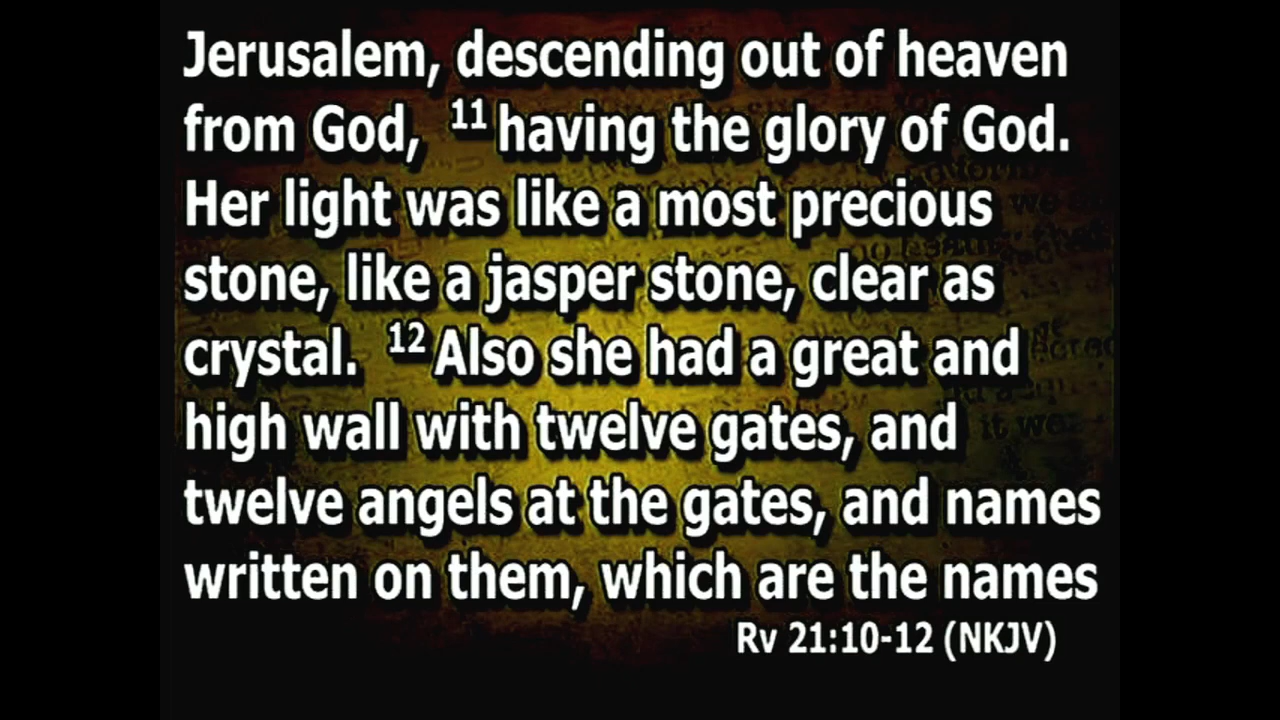 Jerusalem, descending out of heaven
from God, 11 having the glory of God.
Her light was like a most precious
stone, like a jasper stone, clear as
crystal. 12 Also she had a great and
high wall with twelve gates, and
twelve angels at the gates, and names
written on them, which are the names
Rv 21:10-12 (NKJV)